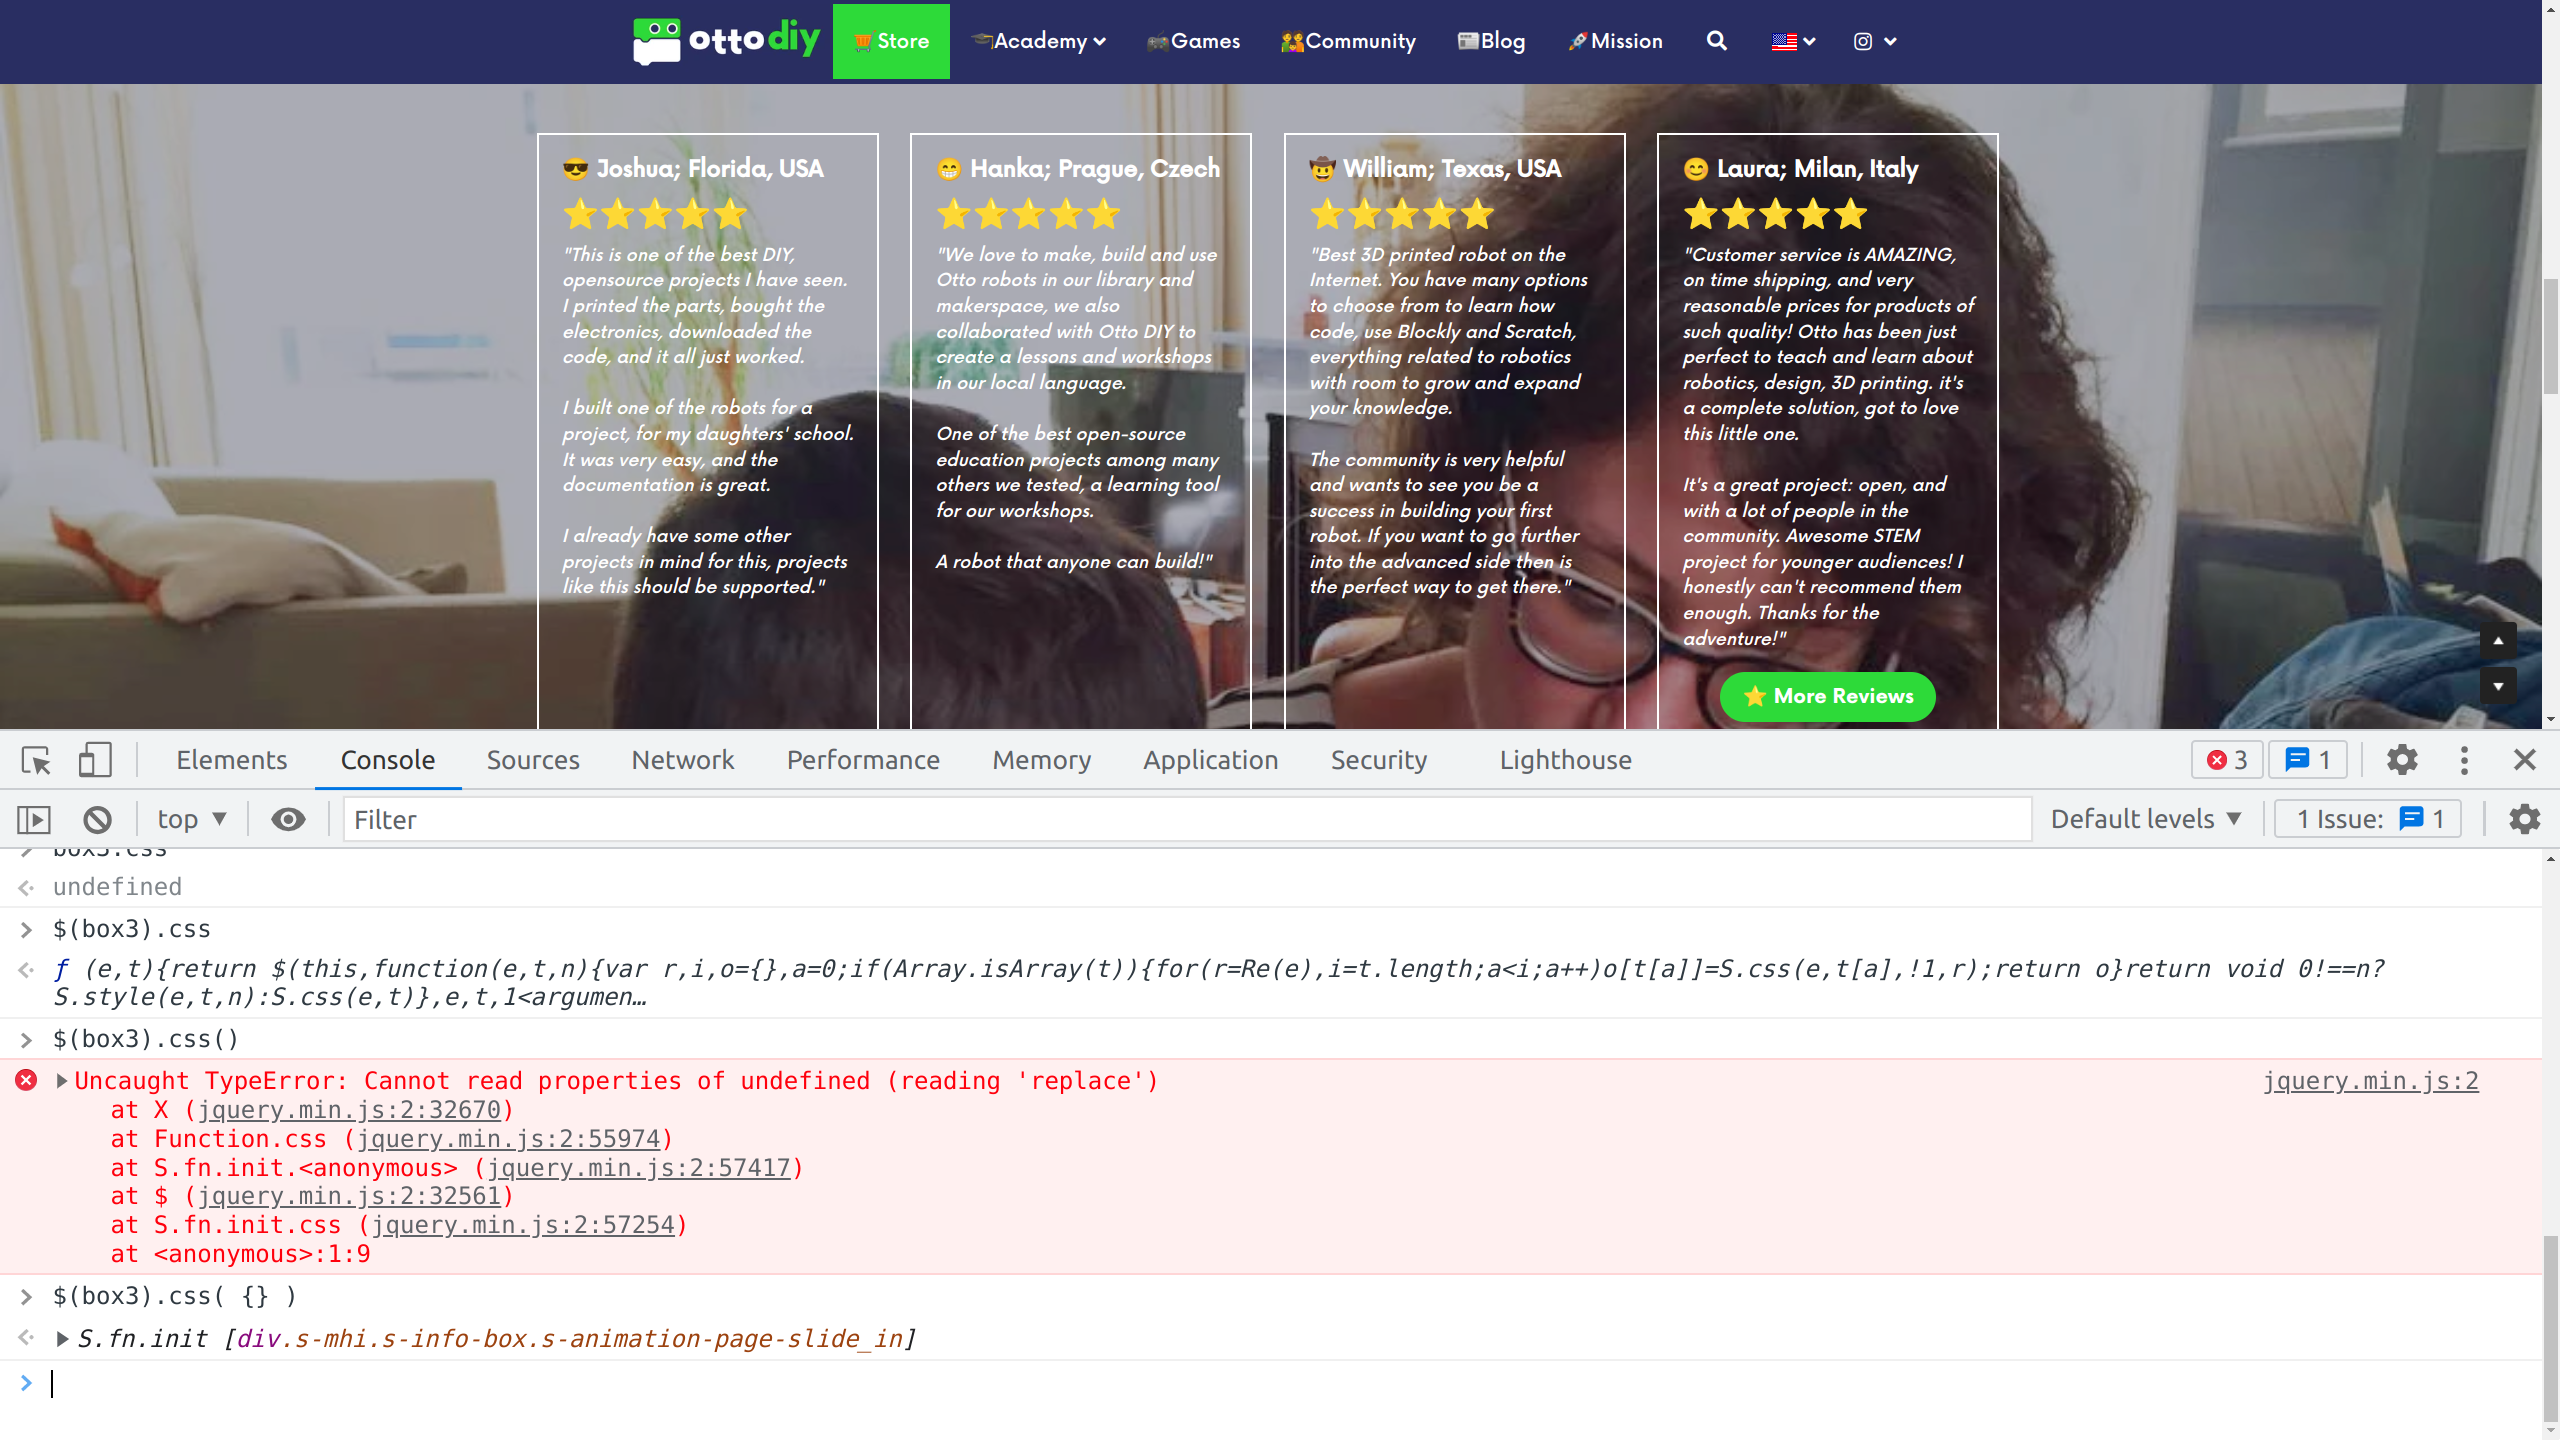 ottodiy
Store
Academy
Games
Community
Blog
Mission
Joshua; Florida, USA
"This is one of the best DIY,
opensource projects I have seen.
I printed the parts, bought the
electronics, downloaded the
code, and it all just worked.
I built one of the robots for a
project, for my daughters' school.
It was very easy, and the
documentation is great.
I already have some other
projects in mind for this, projects
like this should be supported."
Hanka; Prague, Czech
"We love to make, build and use
Otto robots in our library and
makerspace, we also
collaborated with Otto DIY to
create a lessons and workshops
in our local language.
One of the best open-source
education projects among many
others we tested, a learning tool
for our workshops.
A robot that anyone can build!"
William; Texas, USA
"Best 3D printed robot on the
Internet. You have many options
to choose from to learn how
code, use Blockly and Scratch,
everything related to robotics
with room to grow and expand
your knowledge.
The community is very helpful
and wants to see you be a
success in building your first
robot. If you want to go further
into the advanced side then is
the perfect way to get there."
Laura; Milan, Italy
"Customer service is AMAZING,
on time shipping, and very
reasonable prices for products of
such quality! Otto has been just
perfect to teach and learn about
robotics, design, 3D printing. it's
a complete solution, got to love
this little one.
It's a great project: open, and
with a lot of people in the
community. Awesome STEM
project for younger audiences! I
honestly can't recommend them
enough. Thanks for the
adventure!"
More Reviews
Elements Console Sources Network Performance Memory Application Security Lighthouse 3 1
top Filter Default levels 1 Issue: 1
box3.css
undefined
$(box3).css
ƒ (e,t){return $(this,function(e,t,n){var r,i,o={},a=0;if(Array.isArray(t)){for(r=Re(e),i=t.length;a<i;a++)o[t[a]]=S.css(e,t[a],!1,r);return o}return void 0!==n?
S.style(e,t,n):S.css(e,t)},e,t,1<argumen…
$(box3).css()
Uncaught TypeError: Cannot read properties of undefined (reading 'replace') jquery.min.js:2
at X (jquery.min.js:2:32670)
at Function.css (jquery.min.js:2:55974)
at S.fn.init.<anonymous> (jquery.min.js:2:57417)
at $ (jquery.min.js:2:32561)
at S.fn.init.css (jquery.min.js:2:57254)
at <anonymous>:1:9
$(box3).css( {} )
S.fn.init [div.s-mhi.s-info-box.s-animation-page-slide_in]